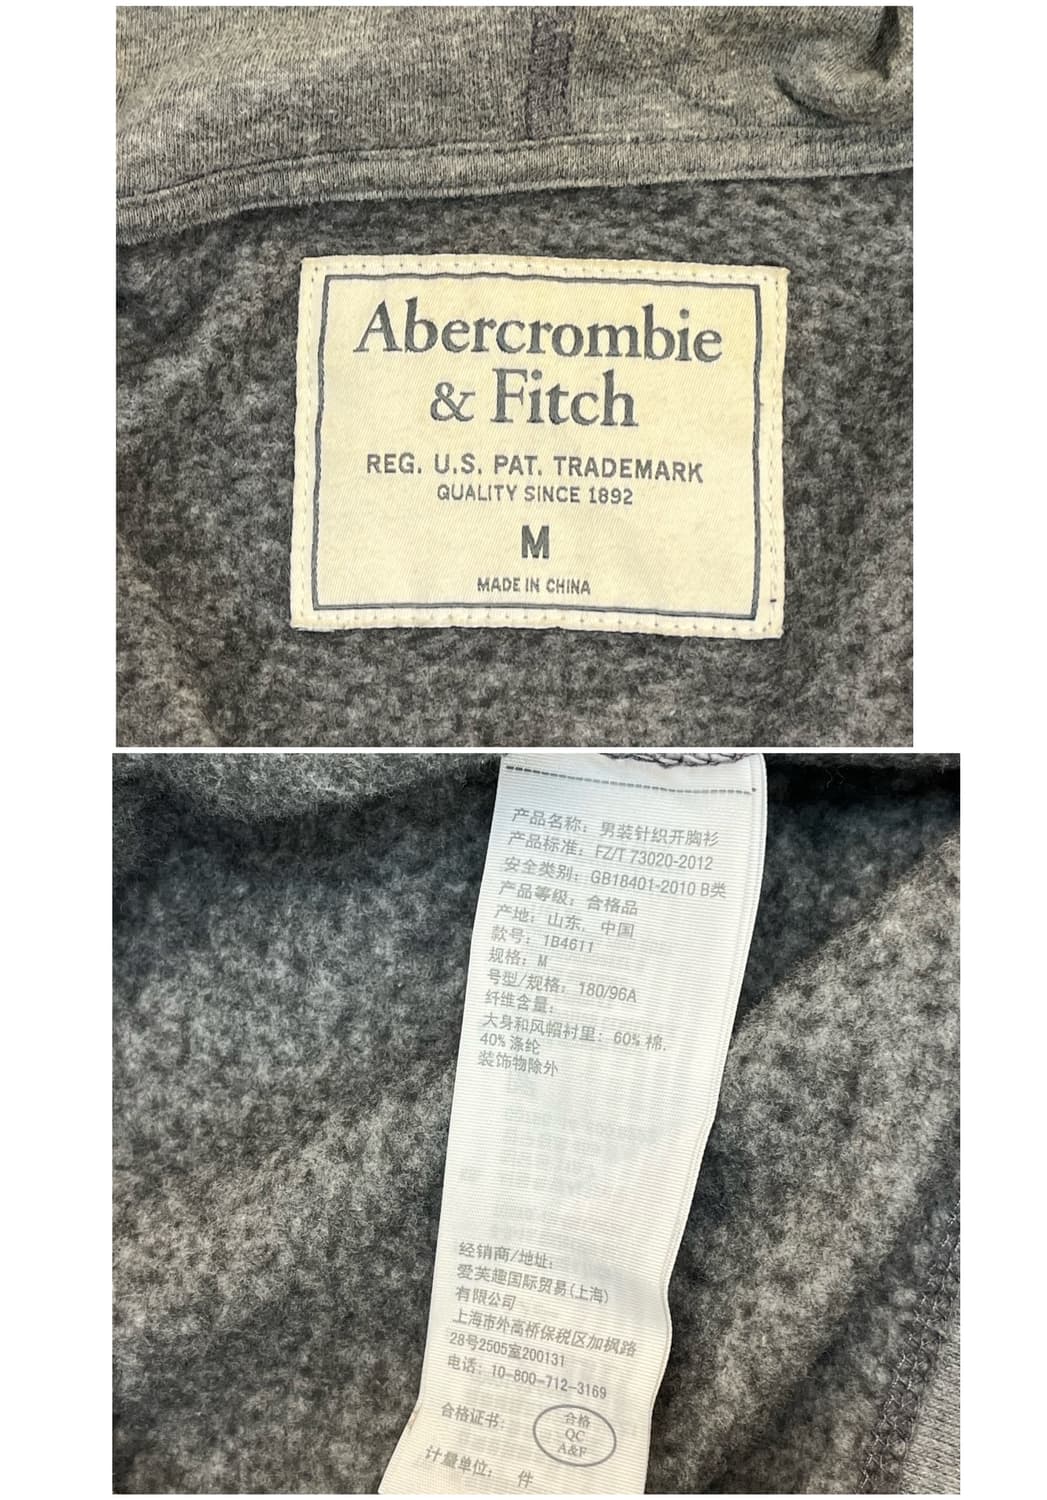 Abercrombie
& Fitch
REG. U.S. PAT. TRADEMARK
QUALITY SINCE 1892
M
MADE IN CHINA
产品名称: 男装针织开胸衫
产品标准: FZ/T 73020-2012
安全类别: GB18401-2010 B类
产品等级: 合格品
产地: 山东, 中国
款号: 1B4611
规格: M
号型/规格: 180/96A
纤维含量:
大身和风帽衬里: 60% 棉,
40% 涤纶
装饰物除外
经销商/地址:
爱芙趣国际贸易(上海)
有限公司
上海市外高桥保税区加枫路
28号2505室200131
电话: 10-800-712-3169
合格证书:
合格
QC
A&F
计量单位: 件